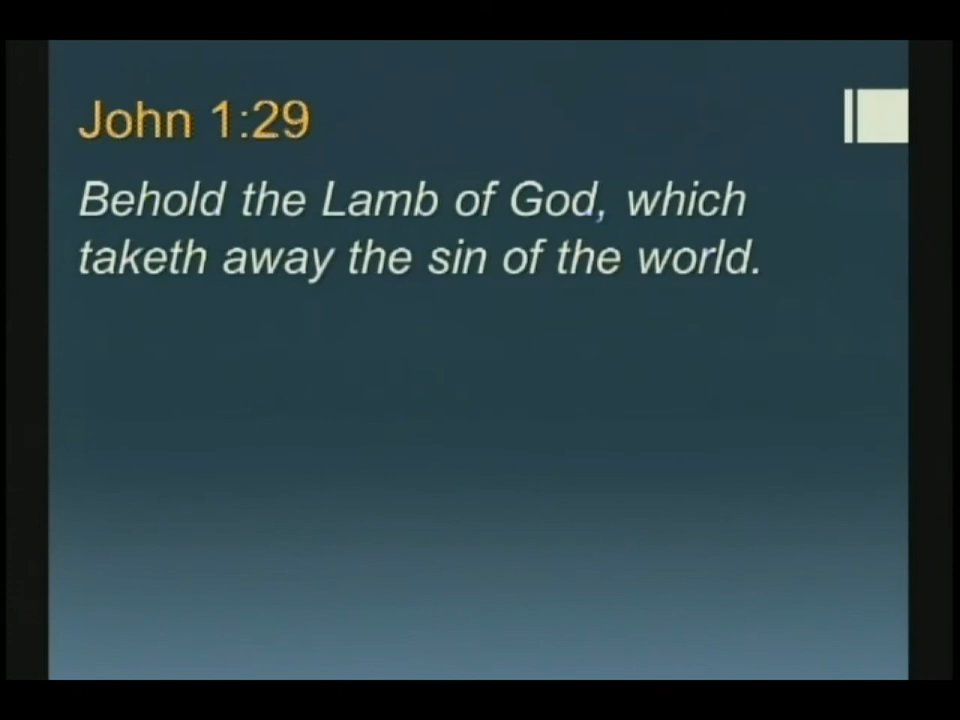 John 1:29
Behold the Lamb of God, which
taketh away the sin of the world.